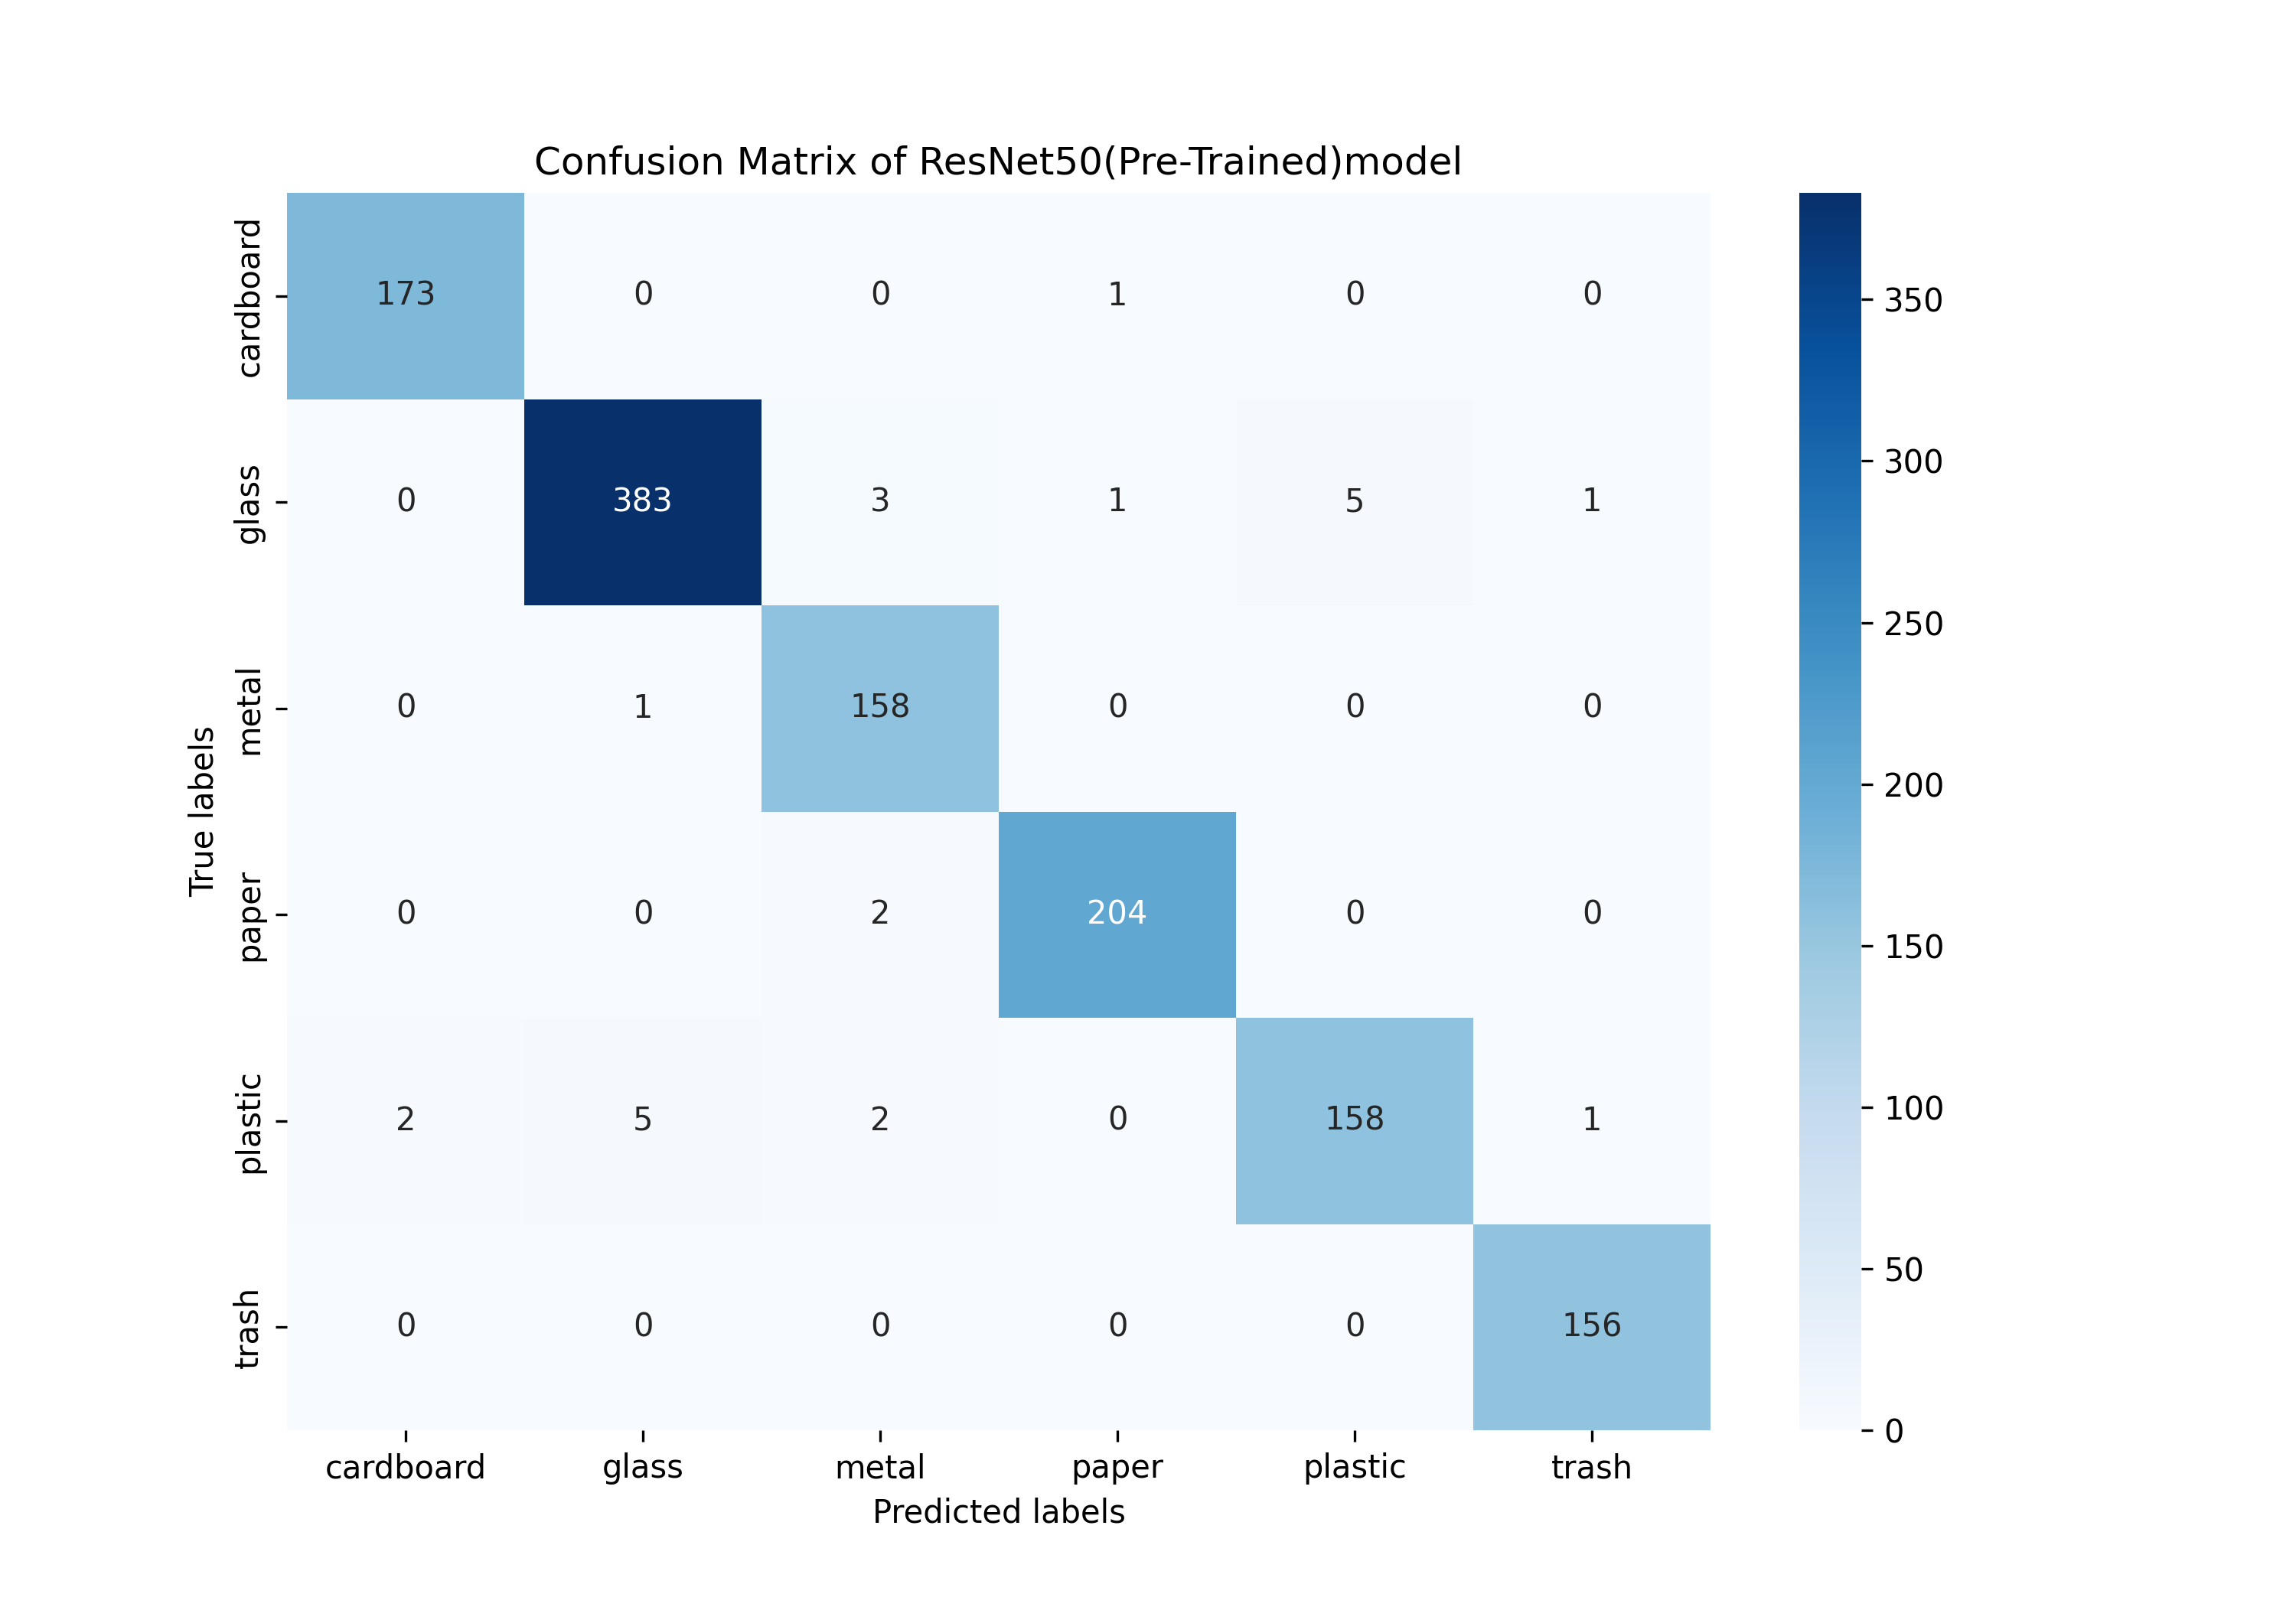 Confusion Matrix of ResNet50(Pre-Trained)model
True labels
cardboard 173 0 0 1 0 0
glass 0 383 3 1 5 1
metal 0 1 158 0 0 0
paper 0 0 2 204 0 0
plastic 2 5 2 0 158 1
trash 0 0 0 0 0 156
cardboard glass metal paper plastic trash
Predicted labels
350
300
250
200
150
100
50
0